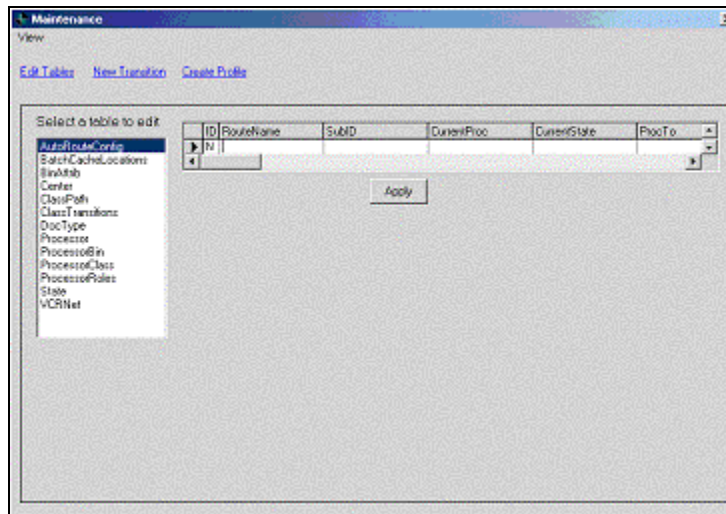 Maintenance
View
Edit Tables New Transition Create Profile
Select a table to edit
ID RouteName SubID CurrentProc CurrentState ProcTo
N
AutoRouteConfig
BatchCacheLocations
BinAttrib
Center
ClassPath
ClassTransitions
DocType
Processor
ProcessorBin
ProcessorClass
ProcessorRoles
State
VCRNet
Apply